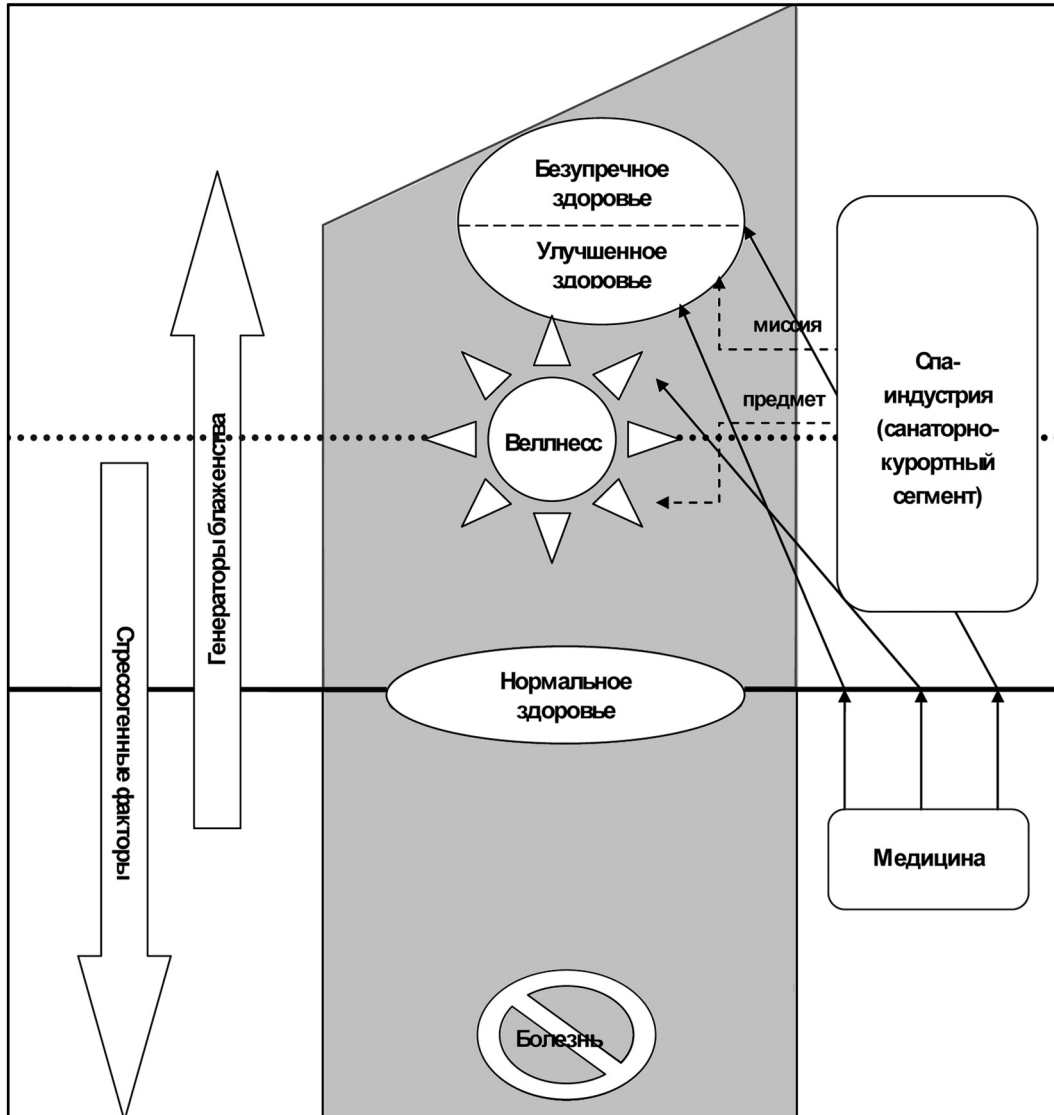 Безупречное
здоровье
Улучшенное
здоровье
миссия
предмет
Спа-
индустрия
(санаторно-
курортный
сегмент)
Веллнесс
Генераторы блаженства
Стрессогенные факторы
Нормальное
здоровье
Медицина
Болезнь